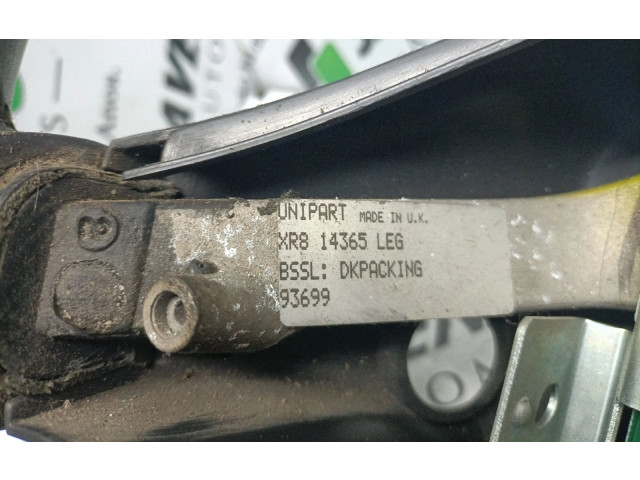 UNIPART MADE IN U.K.
XR8 14365 LEG
BSSL: DKPACKING
93699